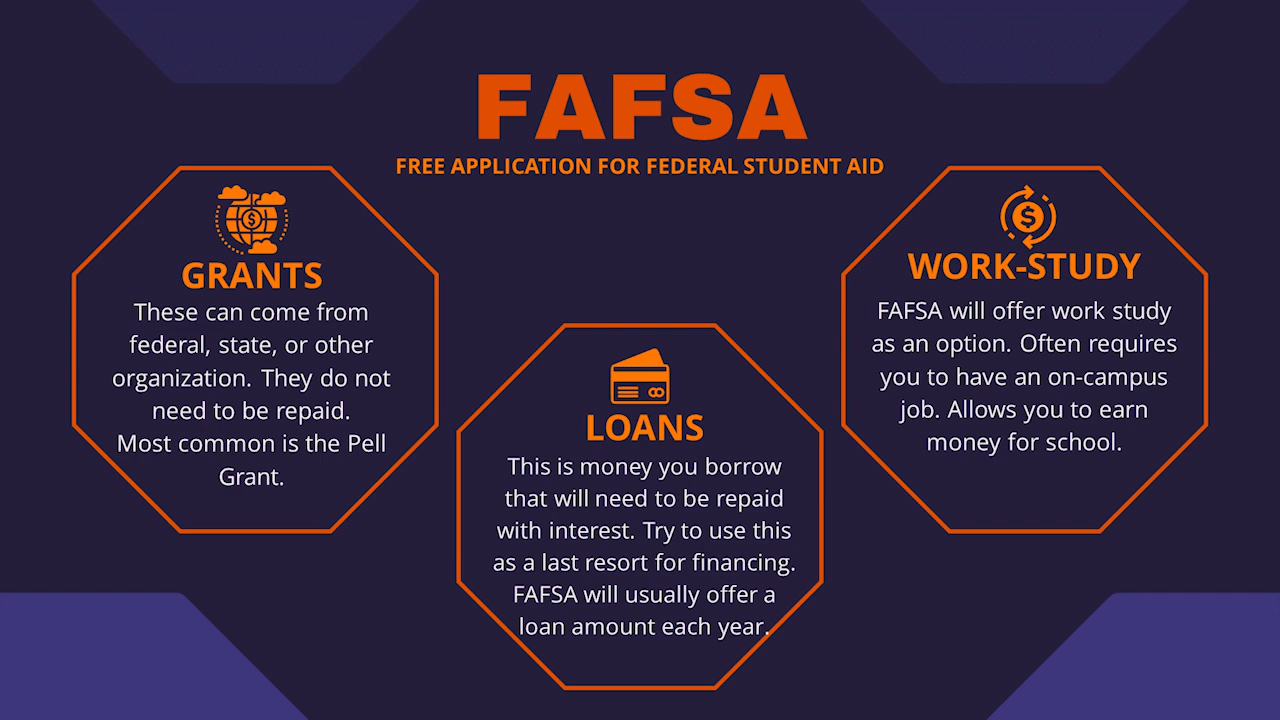 FAFSA
FREE APPLICATION FOR FEDERAL STUDENT AID
GRANTS
These can come from
federal, state, or other
organization. They do not
need to be repaid.
Most common is the Pell
Grant.
LOANS
This is money you borrow
that will need to be repaid
with interest. Try to use this
as a last resort for financing.
FAFSA will usually offer a
loan amount each year.
WORK-STUDY
FAFSA will offer work study
as an option. Often requires
you to have an on-campus
job. Allows you to earn
money for school.